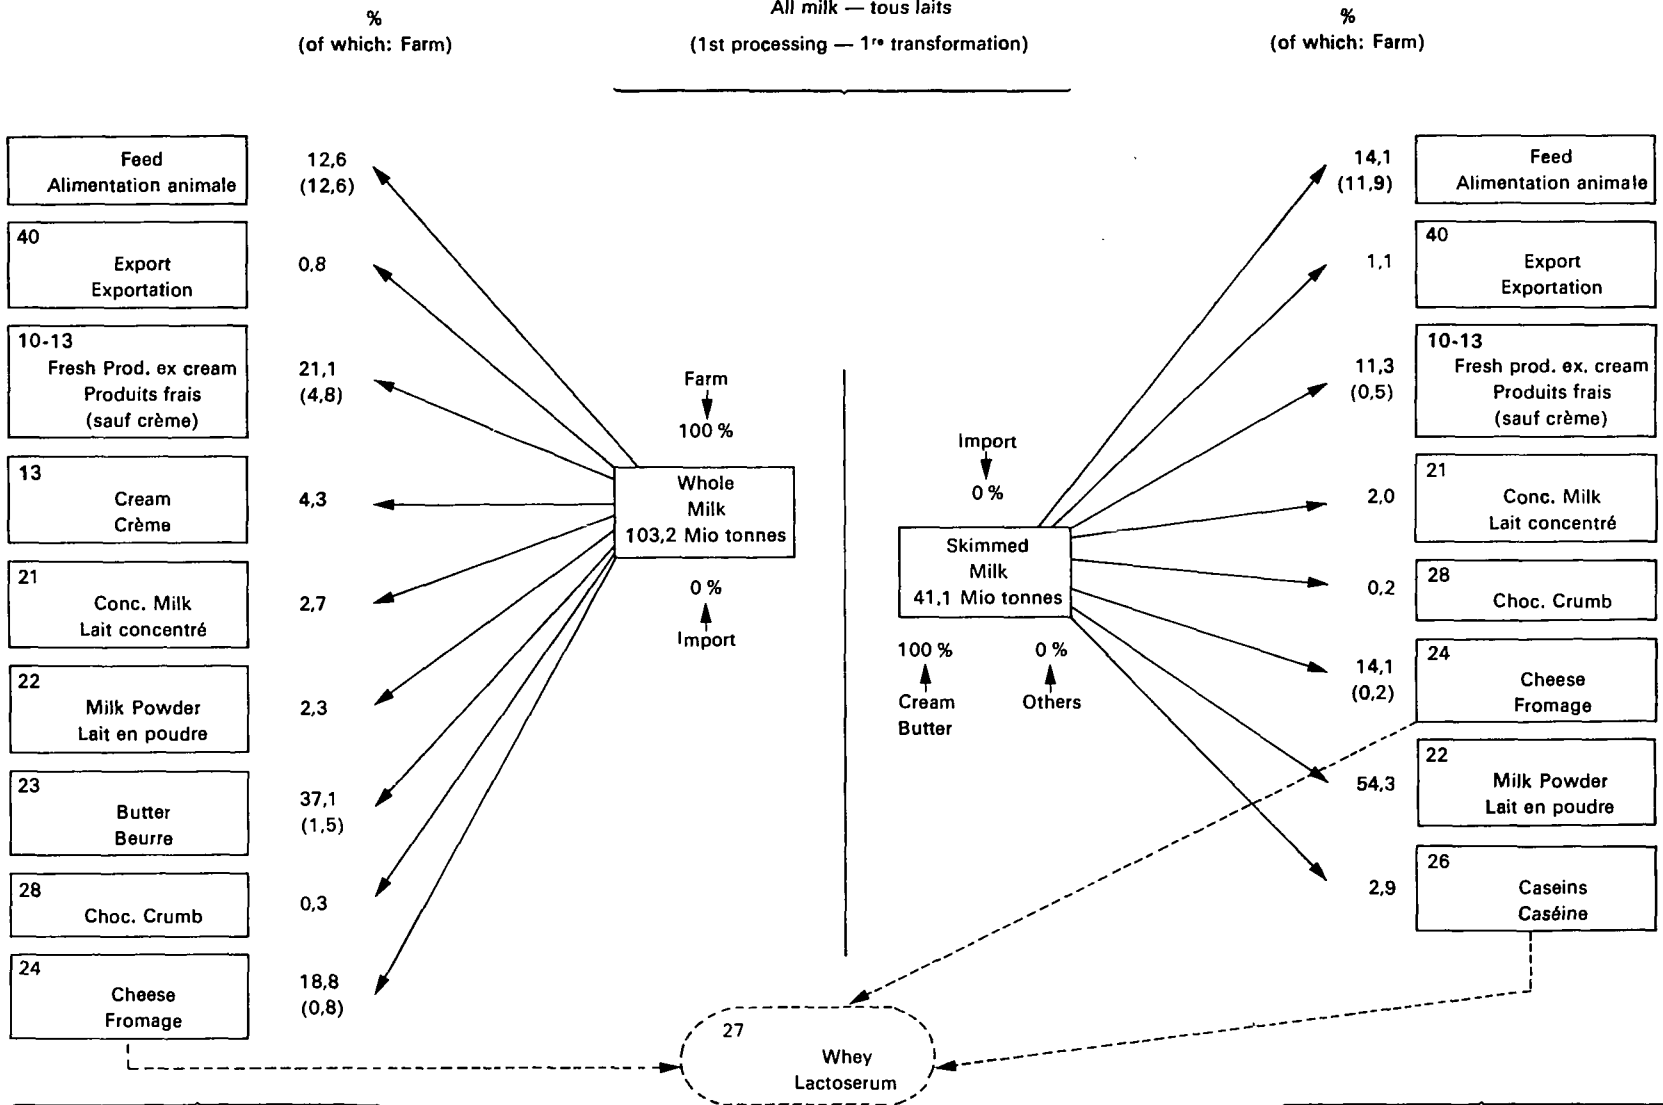 All milk — tous laits
(1st processing — 1re transformation)
%
(of which: Farm)
%
(of which: Farm)
Feed
Alimentation animale
12,6
(12,6)
40
Export
Exportation
0,8
10-13
Fresh Prod. ex cream
Produits frais
(sauf crème)
21,1
(4,8)
13
Cream
Crème
4,3
21
Conc. Milk
Lait concentré
2,7
22
Milk Powder
Lait en poudre
2,3
23
Butter
Beurre
37,1
(1,5)
28
Choc. Crumb
0,3
24
Cheese
Fromage
18,8
(0,8)
Farm
100 %
Whole
Milk
103,2 Mio tonnes
0 %
Import
Import
0 %
Skimmed
Milk
41,1 Mio tonnes
100 %
Cream
Butter
0 %
Others
14,1
(11,9)
Feed
Alimentation animale
1,1
40
Export
Exportation
11,3
(0,5)
10-13
Fresh prod. ex. cream
Produits frais
(sauf crème)
2,0
21
Conc. Milk
Lait concentré
0,2
28
Choc. Crumb
14,1
(0,2)
24
Cheese
Fromage
54,3
22
Milk Powder
Lait en poudre
2,9
26
Caseins
Caséine
27
Whey
Lactoserum